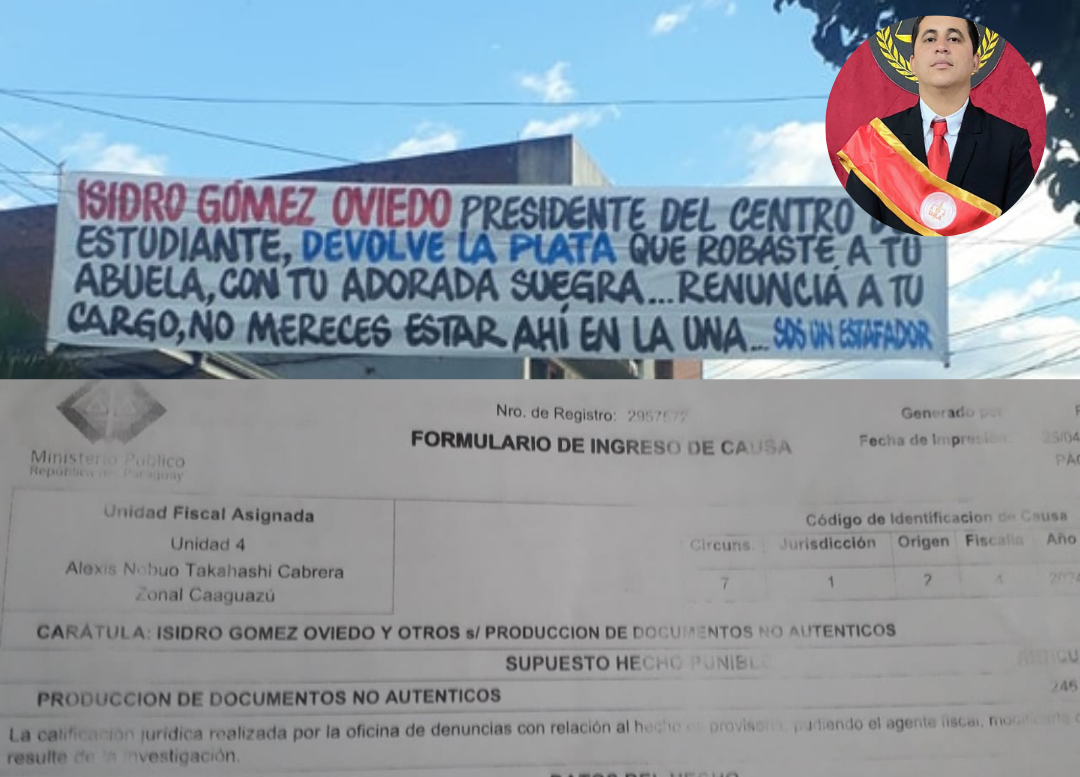 ISIDRO GÓMEZ OVIEDO PRESIDENTE DEL CENTRO
ESTUDIANTE, DEVOLVE LA PLATA QUE ROBASTE A TU
ABUELA, CON TU ADORADA SUEGRA... RENUNCIÁ A TU
CARGO, NO MERECES ESTAR AHÍ EN LA UNA... SOS UN ESTAFADOR
Ministerio Público
República del Paraguay
Nro. de Registro: 2957572
FORMULARIO DE INGRESO DE CAUSA
Generado por
Fecha de Impresión:
Unidad Fiscal Asignada
Unidad 4
Alexis Nobuo Takahashi Cabrera
Zonal Caaguazú
Código de Identificacion de Causa
Circuns. Jurisdicción Origen Fiscalía Año
7 1 2 4
CARÁTULA: ISIDRO GOMEZ OVIEDO Y OTROS s/ PRODUCCION DE DOCUMENTOS NO AUTENTICOS
SUPUESTO HECHO PUNIBLE
PRODUCCION DE DOCUMENTOS NO AUTENTICOS
246
La calificación jurídica realizada por la oficina de denuncias con relación al hecho es provisoria, pudiendo el agente fiscal, modificarla
resulte de la investigación.
DATOS DEL HECHO